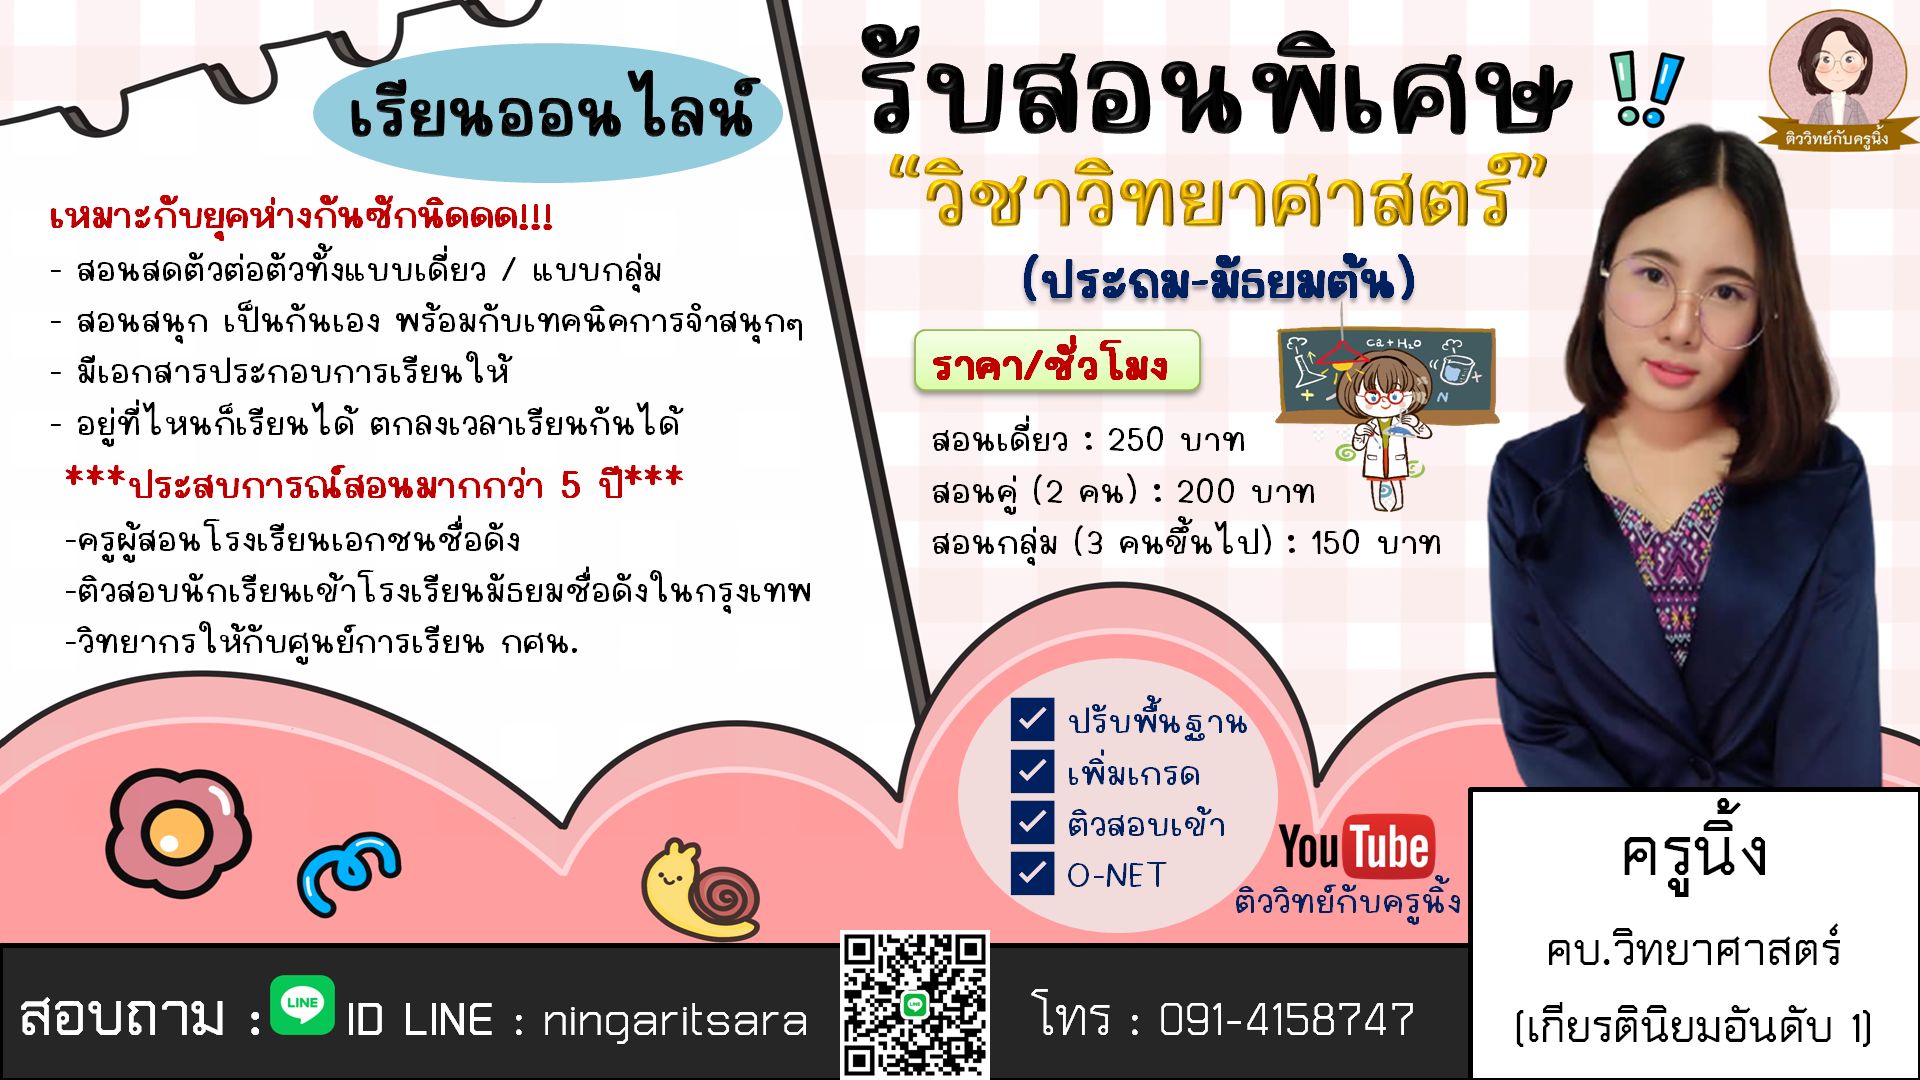 เรียนออนไลน์
เหมาะกับยุคห่างกันซักนิดดด!!!
- สอนสดตัวต่อตัวทั้งแบบเดี่ยว / แบบกลุ่ม
- สอนสนุก เป็นกันเอง พร้อมกับเทคนิคการจำสนุกๆ
- มีเอกสารประกอบการเรียนให้
- อยู่ที่ไหนก็เรียนได้ ตกลงเวลาเรียนกันได้
***ประสบการณ์สอนมากกว่า 5 ปี***
-ครูผู้สอนโรงเรียนเอกชนชื่อดัง
-ติวสอบนักเรียนเข้าโรงเรียนมัธยมชื่อดังในกรุงเทพ
-วิทยากรให้กับศูนย์การเรียน กศน.
รับสอนพิเศษ !!
“วิชาวิทยาศาสตร์”
(ประถม-มัธยมต้น)
ติววิทย์กับครูนิ้ง
ราคา/ชั่วโมง
Ca + H₂O
N
สอนเดี่ยว : 250 บาท
สอนคู่ (2 คน) : 200 บาท
สอนกลุ่ม (3 คนขึ้นไป) : 150 บาท
ปรับพื้นฐาน
เพิ่มเกรด
ติวสอบเข้า
O-NET
YouTube
ติววิทย์กับครูนิ้ง
ครูนิ้ง
คบ.วิทยาศาสตร์
(เกียรตินิยมอันดับ 1)
สอบถาม : LINE ID LINE : ningaritsara
LINE
โทร : 091-4158747